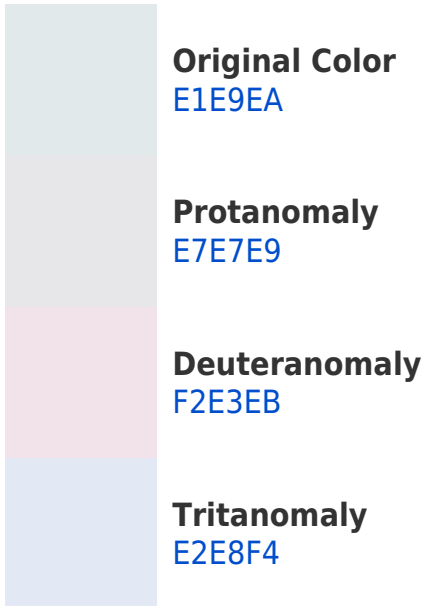 Original Color
E1E9EA
Protanomaly
E7E7E9
Deuteranomaly
F2E3EB
Tritanomaly
E2E8F4